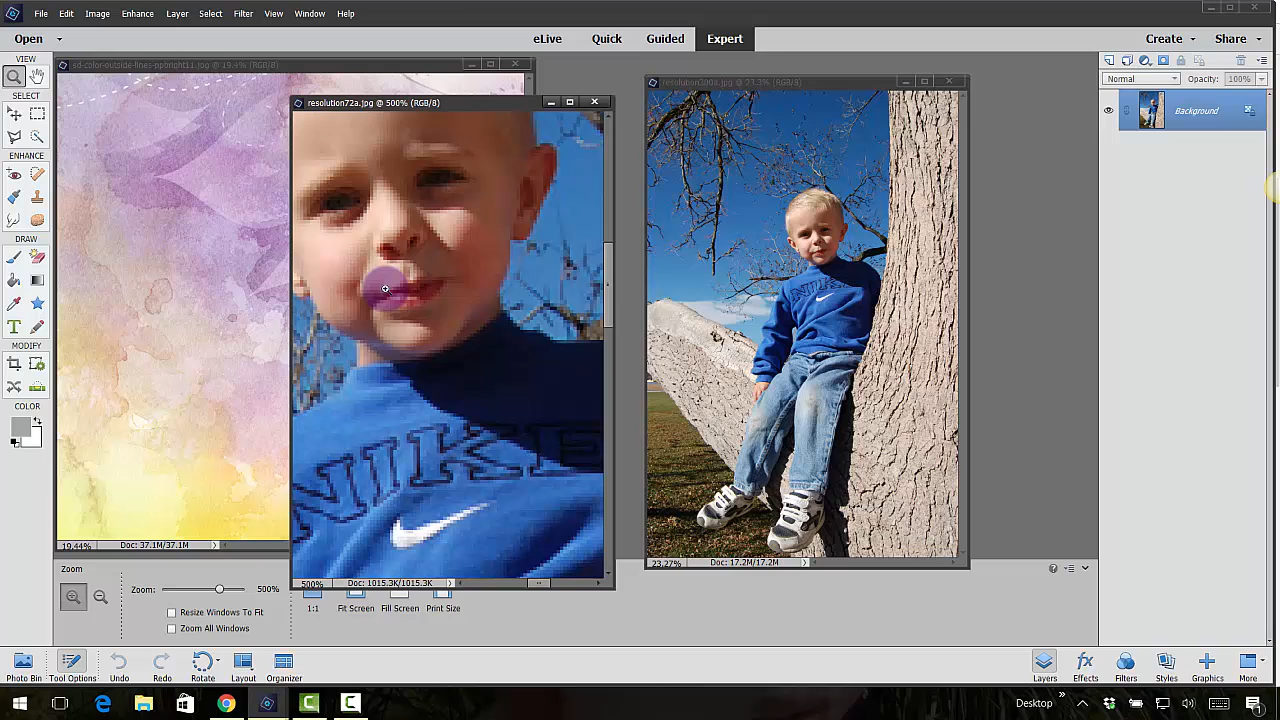 File Edit Image Enhance Layer Select Filter View Window Help
Open eLive Quick Guided Expert Create Share
VIEW
SELECT
ENHANCE
DRAW
MODIFY
COLOR
sd-color-outside-lines-ppbright11.jpg @ 19.4% (RGB/8)
resolution72a.jpg @ 500% (RGB/8)
resolution300a.jpg @ 23.3% (RGB/8)
Normal Opacity: 100%
Background
NIKE
19.44% Doc: 37.1M/37.1M
500% Doc: 1015.3K/1015.3K
23.27% Doc: 17.2M/17.2M
Zoom
Zoom: 500%
Resize Windows To Fit
Zoom All Windows
1:1 Fit Screen Fill Screen Print Size
Photo Bin Tool Options Undo Redo Rotate Layout Organizer Layers Effects Filters Styles Graphics More
Desktop